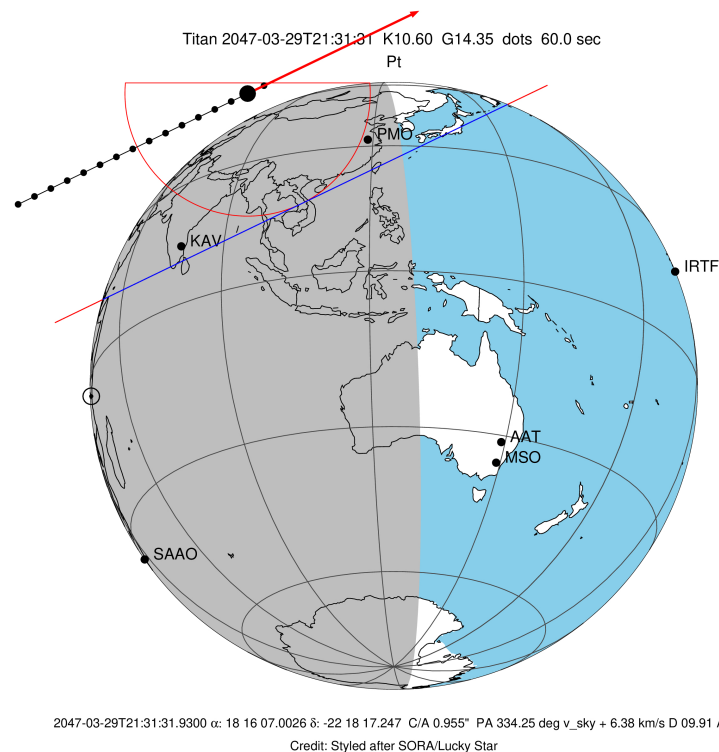 Titan 2047-03-29T21:31:31 K10.60 G14.35 dots 60.0 sec
Pt
PMO
KAV
IRTF
AAT
MSO
SAAO
2047-03-29T21:31:31.9300 α: 18 16 07.0026 δ: -22 18 17.247 C/A 0.955" PA 334.25 deg v_sky + 6.38 km/s D 09.91
Credit: Styled after SORA/Lucky Star